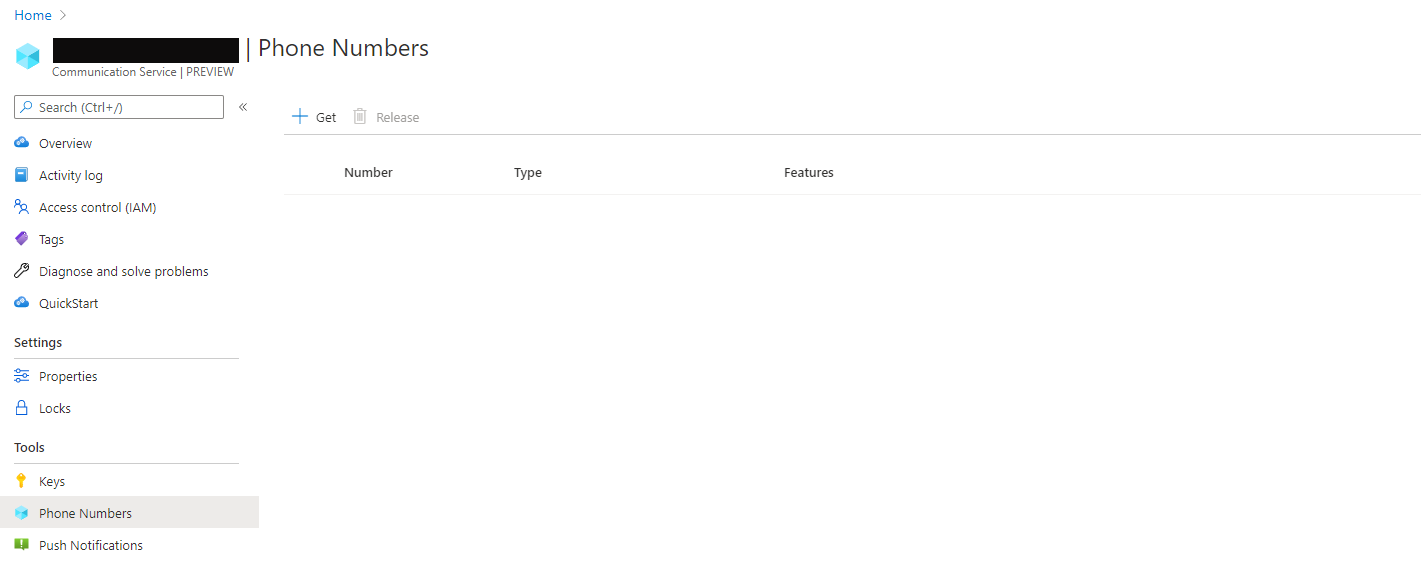 Home >
| Phone Numbers
Communication Service | PREVIEW
Search (Ctrl+/)
«
Get
Release
Overview
Activity log
Access control (IAM)
Tags
Diagnose and solve problems
QuickStart
Settings
Properties
Locks
Tools
Keys
Phone Numbers
Push Notifications
Number Type Features